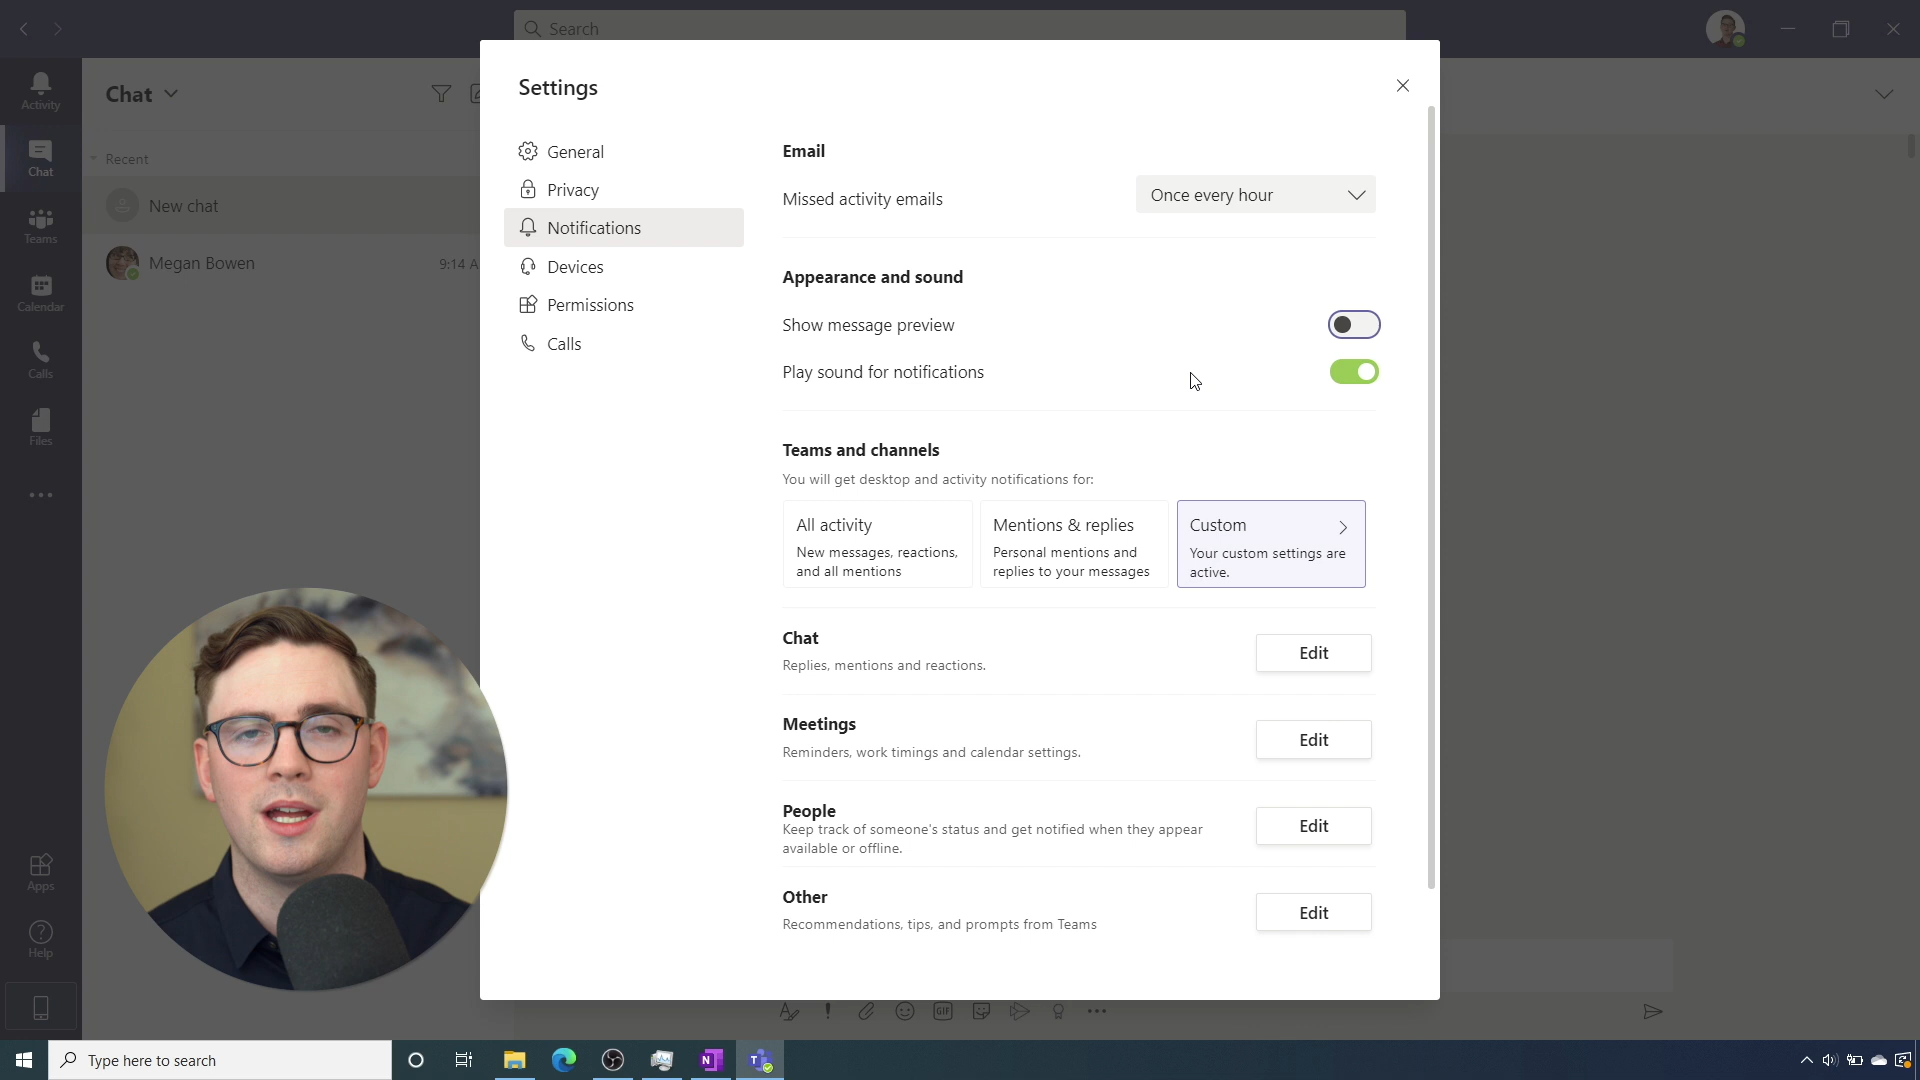 Search
Activity
Chat
Teams
Calendar
Calls
Files
Apps
Help
Chat
Recent
New chat
Megan Bowen
9:14 A
Settings
General
Privacy
Notifications
Devices
Permissions
Calls
Email
Missed activity emails
Once every hour
Appearance and sound
Show message preview
Play sound for notifications
Teams and channels
You will get desktop and activity notifications for:
All activity
New messages, reactions,
and all mentions
Mentions & replies
Personal mentions and
replies to your messages
Custom
Your custom settings are
active.
Chat
Replies, mentions and reactions.
Edit
Meetings
Reminders, work timings and calendar settings.
Edit
People
Keep track of someone's status and get notified when they appear
available or offline.
Edit
Other
Recommendations, tips, and prompts from Teams
Edit
GIF
Type here to search
N
T